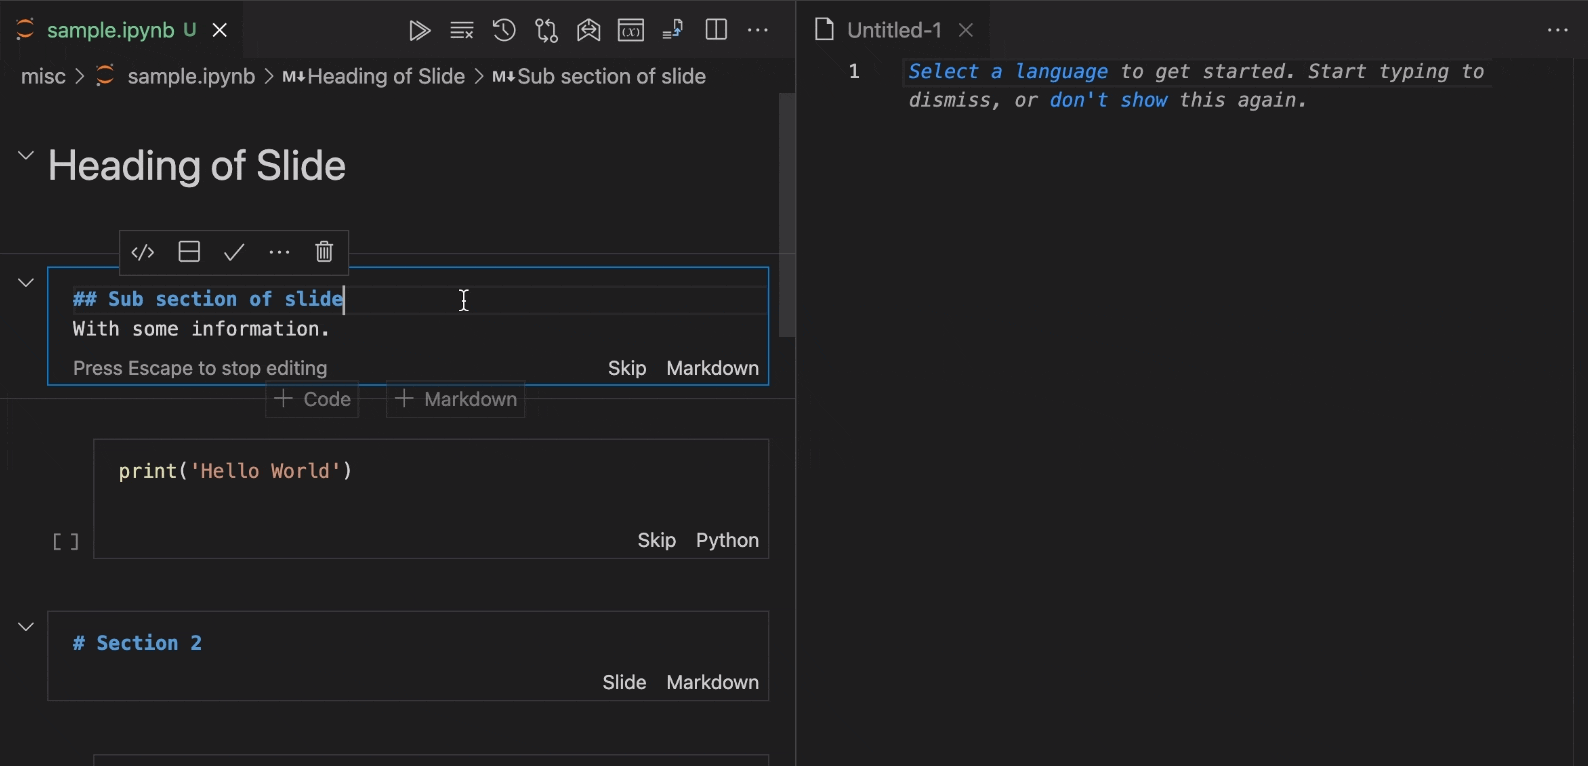 sample.ipynb U
Untitled-1
misc > sample.ipynb > M↓Heading of Slide > M↓Sub section of slide
Heading of Slide
## Sub section of slide
With some information.
Press Escape to stop editing Skip Markdown
+ Code + Markdown
print('Hello World')
[ ] Skip Python
# Section 2
Slide Markdown
1 Select a language to get started. Start typing to
dismiss, or don't show this again.